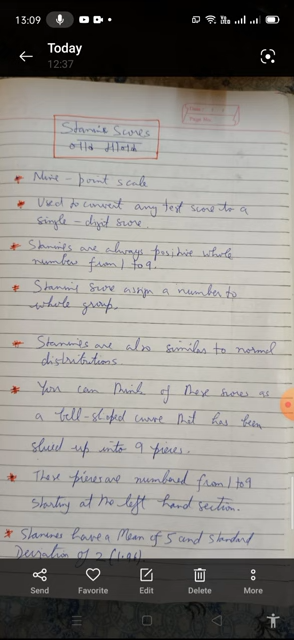 13:09
Today
12:37
Stanine Scores
* Nine-point scale
* Used to convert any test score to a
single-digit score.
* Stanines are always positive whole
number from 1 to 9.
* Stanine score assign a number to
whole group.
* Stanines are also similar to normal
distributions.
* You can think of these scores as
a bell-shaped curve that has been
sliced up into 9 pieces.
* These pieces are numbered from 1 to 9
starting at the left hand section.
* Stanines have a Mean of 5 and standard
Deviation of 2 (1.96).
Send Favorite Edit Delete More